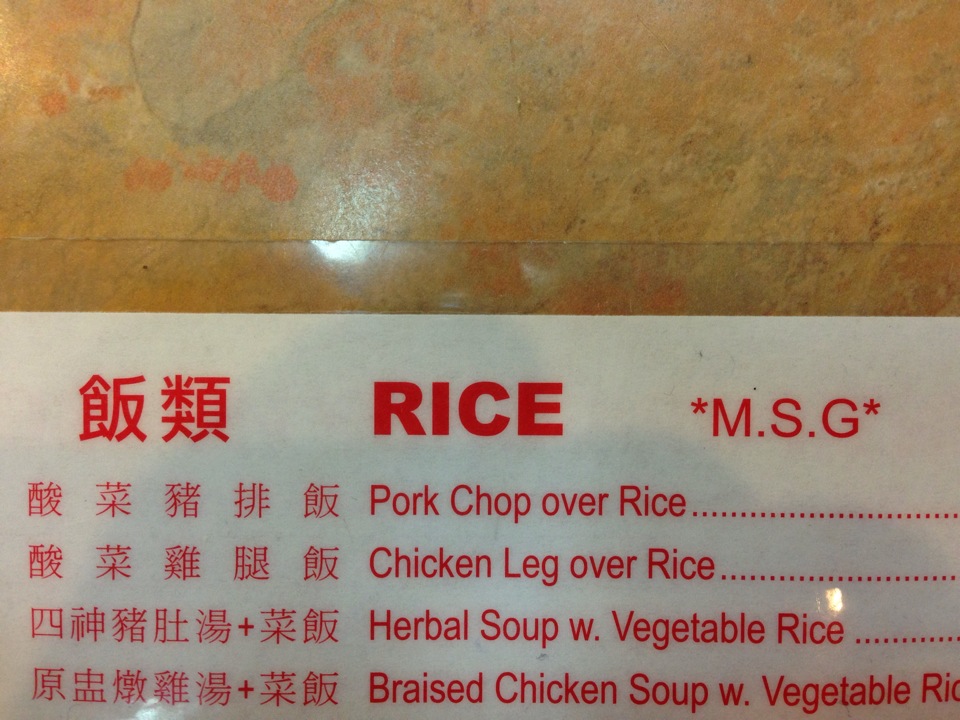 飯類 RICE *M.S.G*
酸菜豬排飯 Pork Chop over Rice
酸菜雞腿飯 Chicken Leg over Rice
四神豬肚湯+菜飯 Herbal Soup w. Vegetable Rice
原盅燉雞湯+菜飯 Braised Chicken Soup w. Vegetable Ric